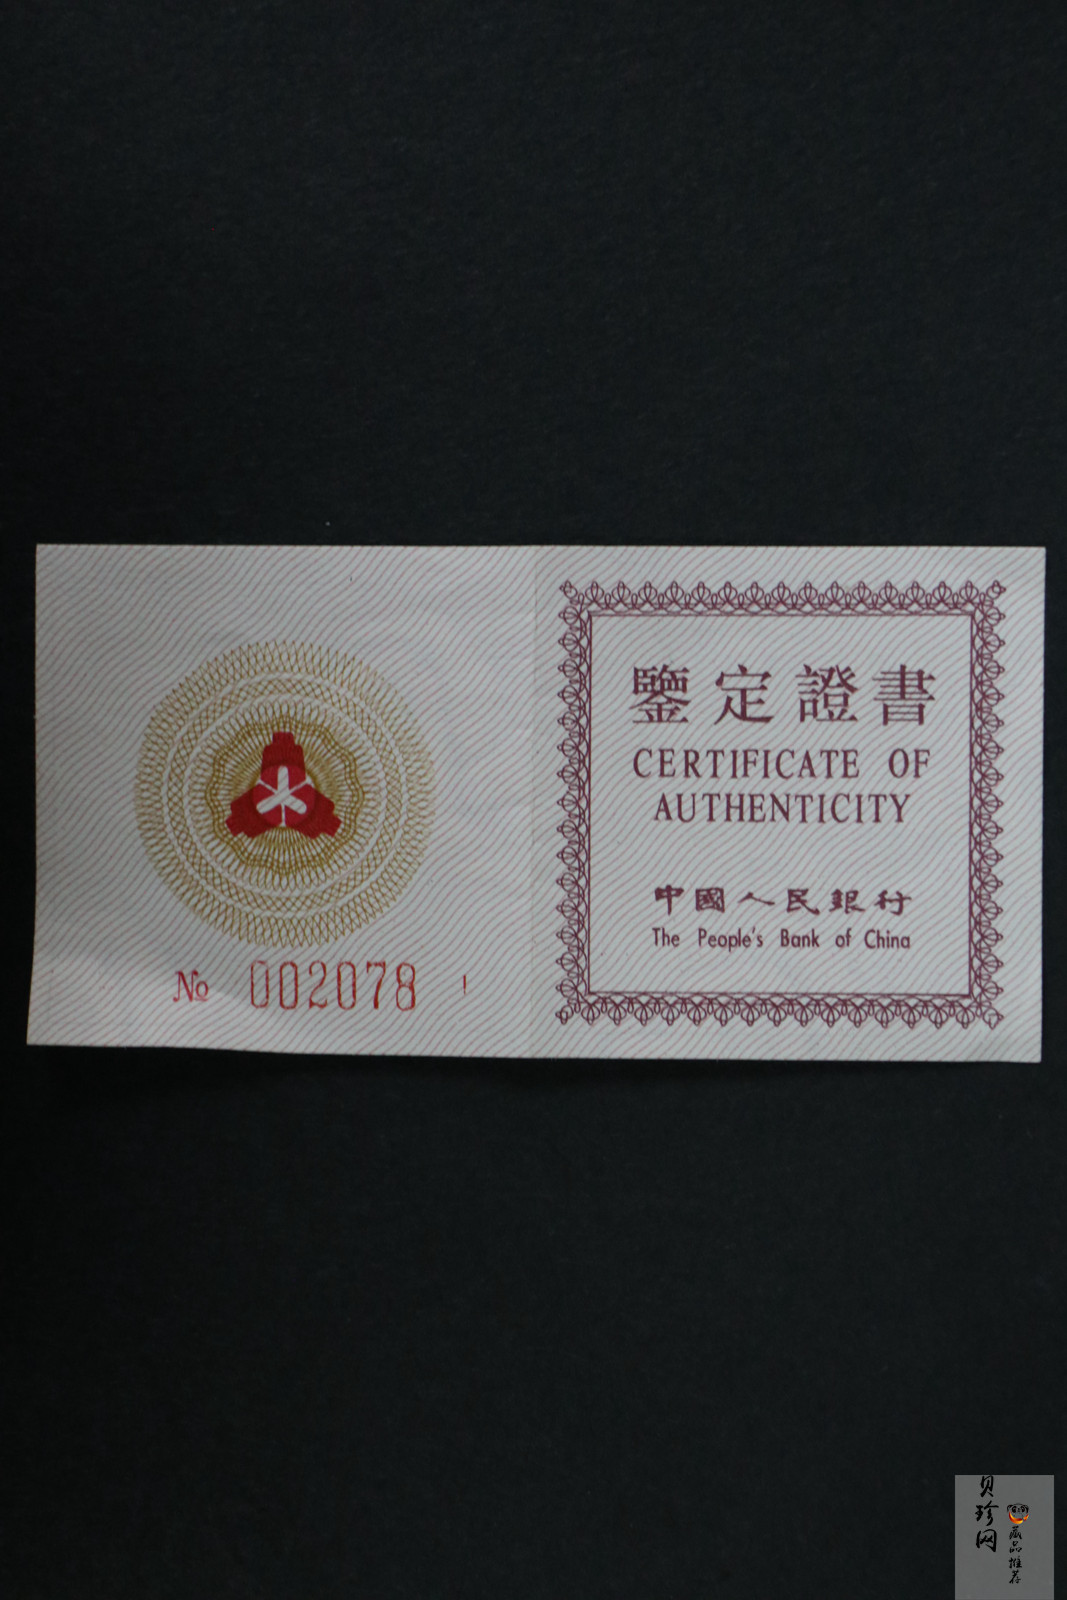 № 002078
鑒定證書
CERTIFICATE OF
AUTHENTICITY
中國人民銀行
The People's Bank of China
贝珍网
藏品推荐